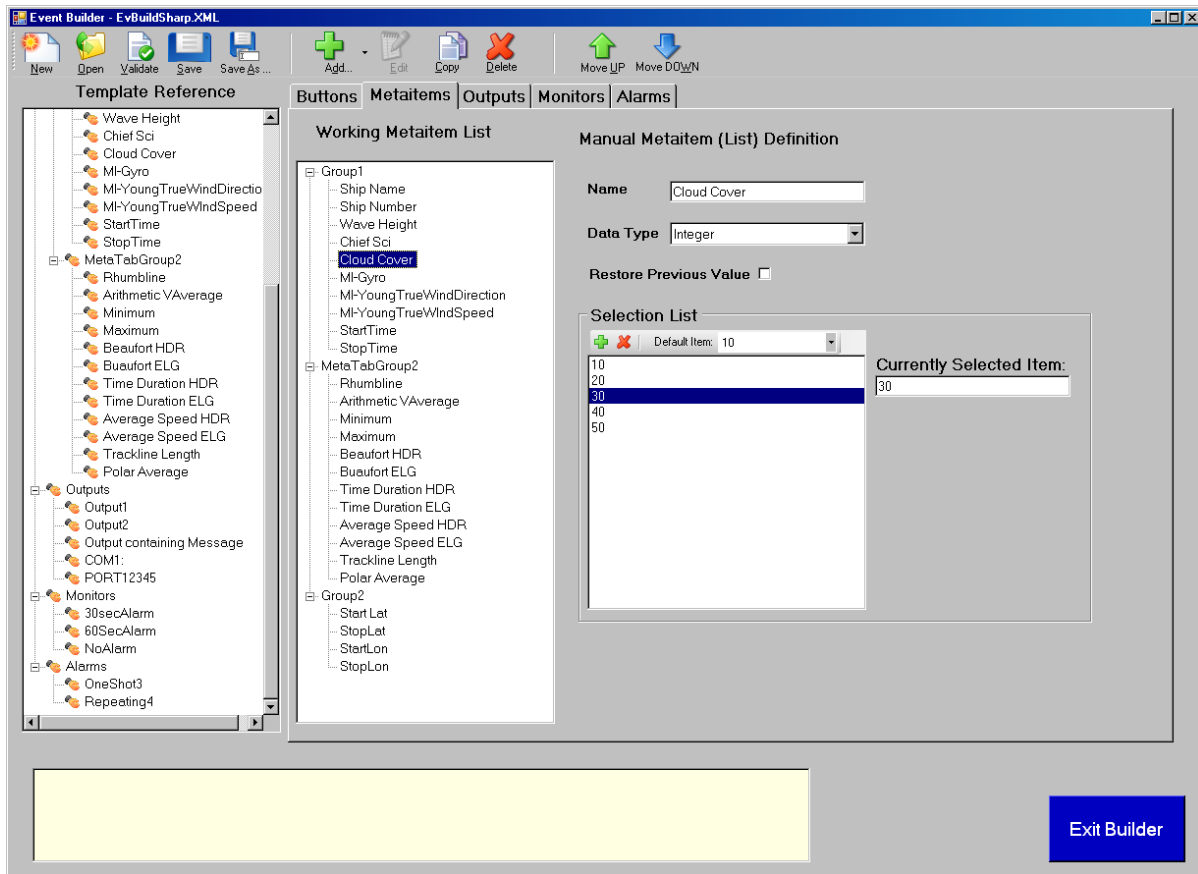 Event Builder - EvBuildSharp.XML
New Open Validate Save Save As ... Add... Edit Copy Delete Move UP Move DOWN
Template Reference
Wave Height
Chief Sci
Cloud Cover
MI-Gyro
MI-YoungTrueWindDirectio
MI-YoungTrueWIndSpeed
StartTime
StopTime
MetaTabGroup2
Rhumbline
Arithmetic VAverage
Minimum
Maximum
Beaufort HDR
Buaufort ELG
Time Duration HDR
Time Duration ELG
Average Speed HDR
Average Speed ELG
Trackline Length
Polar Average
Outputs
Output1
Output2
Output containing Message
COM1:
PORT12345
Monitors
30secAlarm
60SecAlarm
NoAlarm
Alarms
OneShot3
Repeating4
Buttons Metaitems Outputs Monitors Alarms
Working Metaitem List
Group1
Ship Name
Ship Number
Wave Height
Chief Sci
Cloud Cover
MI-Gyro
MI-YoungTrueWindDirection
MI-YoungTrueWIndSpeed
StartTime
StopTime
MetaTabGroup2
Rhumbline
Arithmetic VAverage
Minimum
Maximum
Beaufort HDR
Buaufort ELG
Time Duration HDR
Time Duration ELG
Average Speed HDR
Average Speed ELG
Trackline Length
Polar Average
Group2
Start Lat
StopLat
StartLon
StopLon
Manual Metaitem (List) Definition
Name Cloud Cover
Data Type Integer
Restore Previous Value
Selection List
Default Item: 10
10
20
30
40
50
Currently Selected Item:
30
Exit Builder